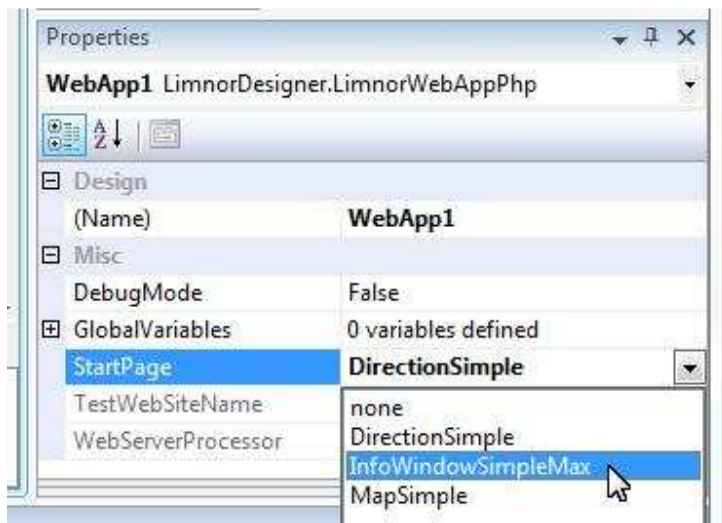 Properties
WebApp1 LimnorDesigner.LimnorWebAppPhp
Design
(Name) WebApp1
Misc
DebugMode False
GlobalVariables 0 variables defined
StartPage DirectionSimple
TestWebSiteName none
WebServerProcessor DirectionSimple
InfoWindowSimpleMax
MapSimple